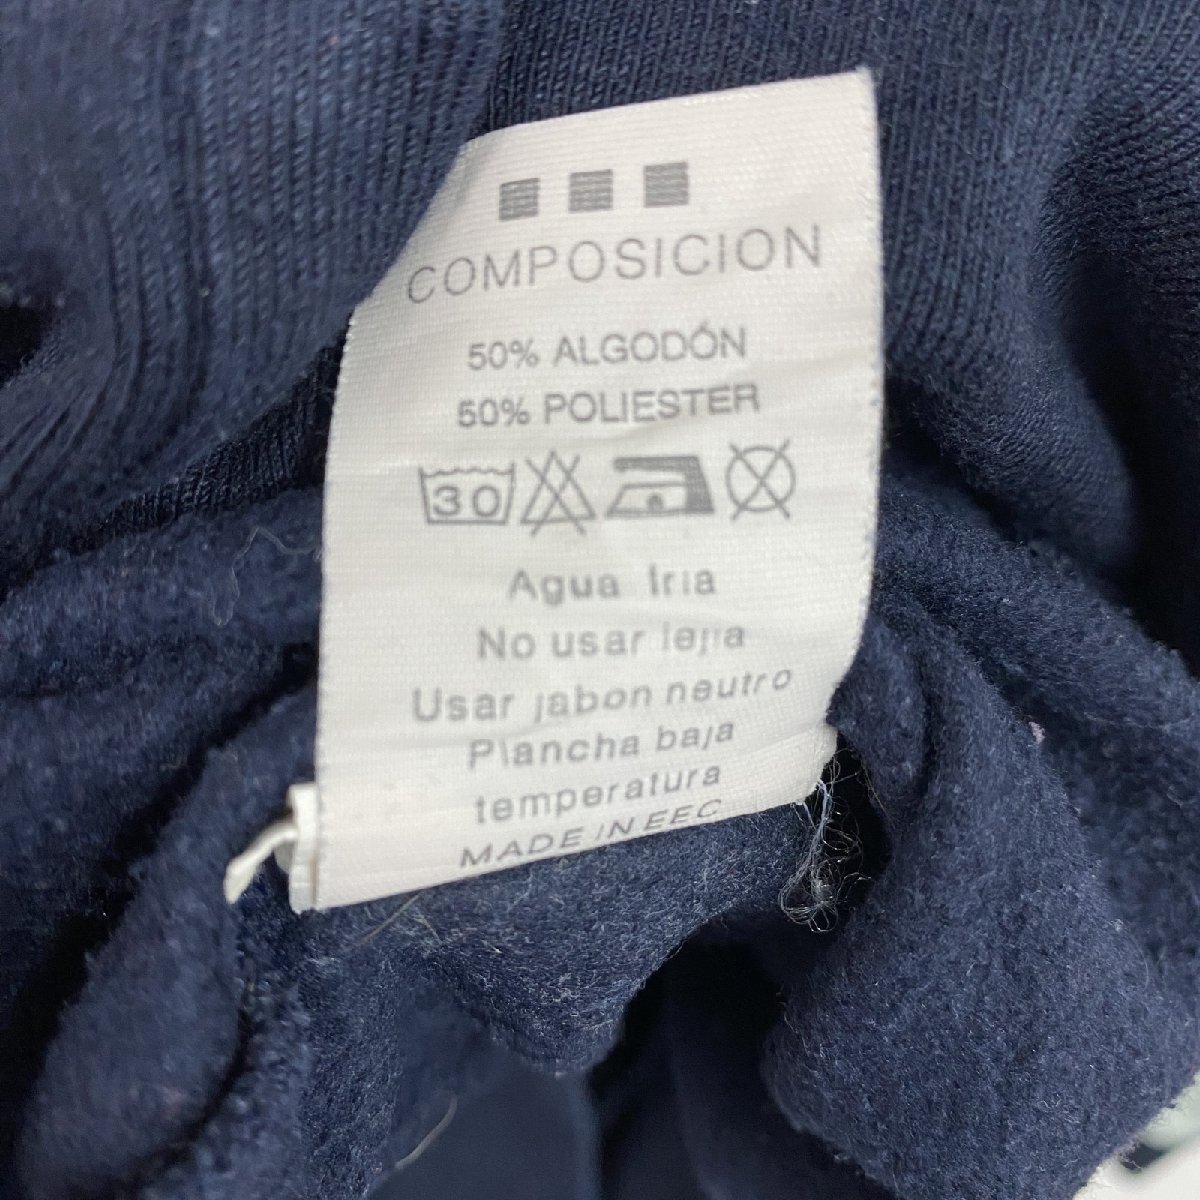 COMPOSICION
50% ALGODÓN
50% POLIESTER
30
Agua fria
No usar lejia
Usar jabon neutro
Plancha baja
temperatura
MADE IN EEC